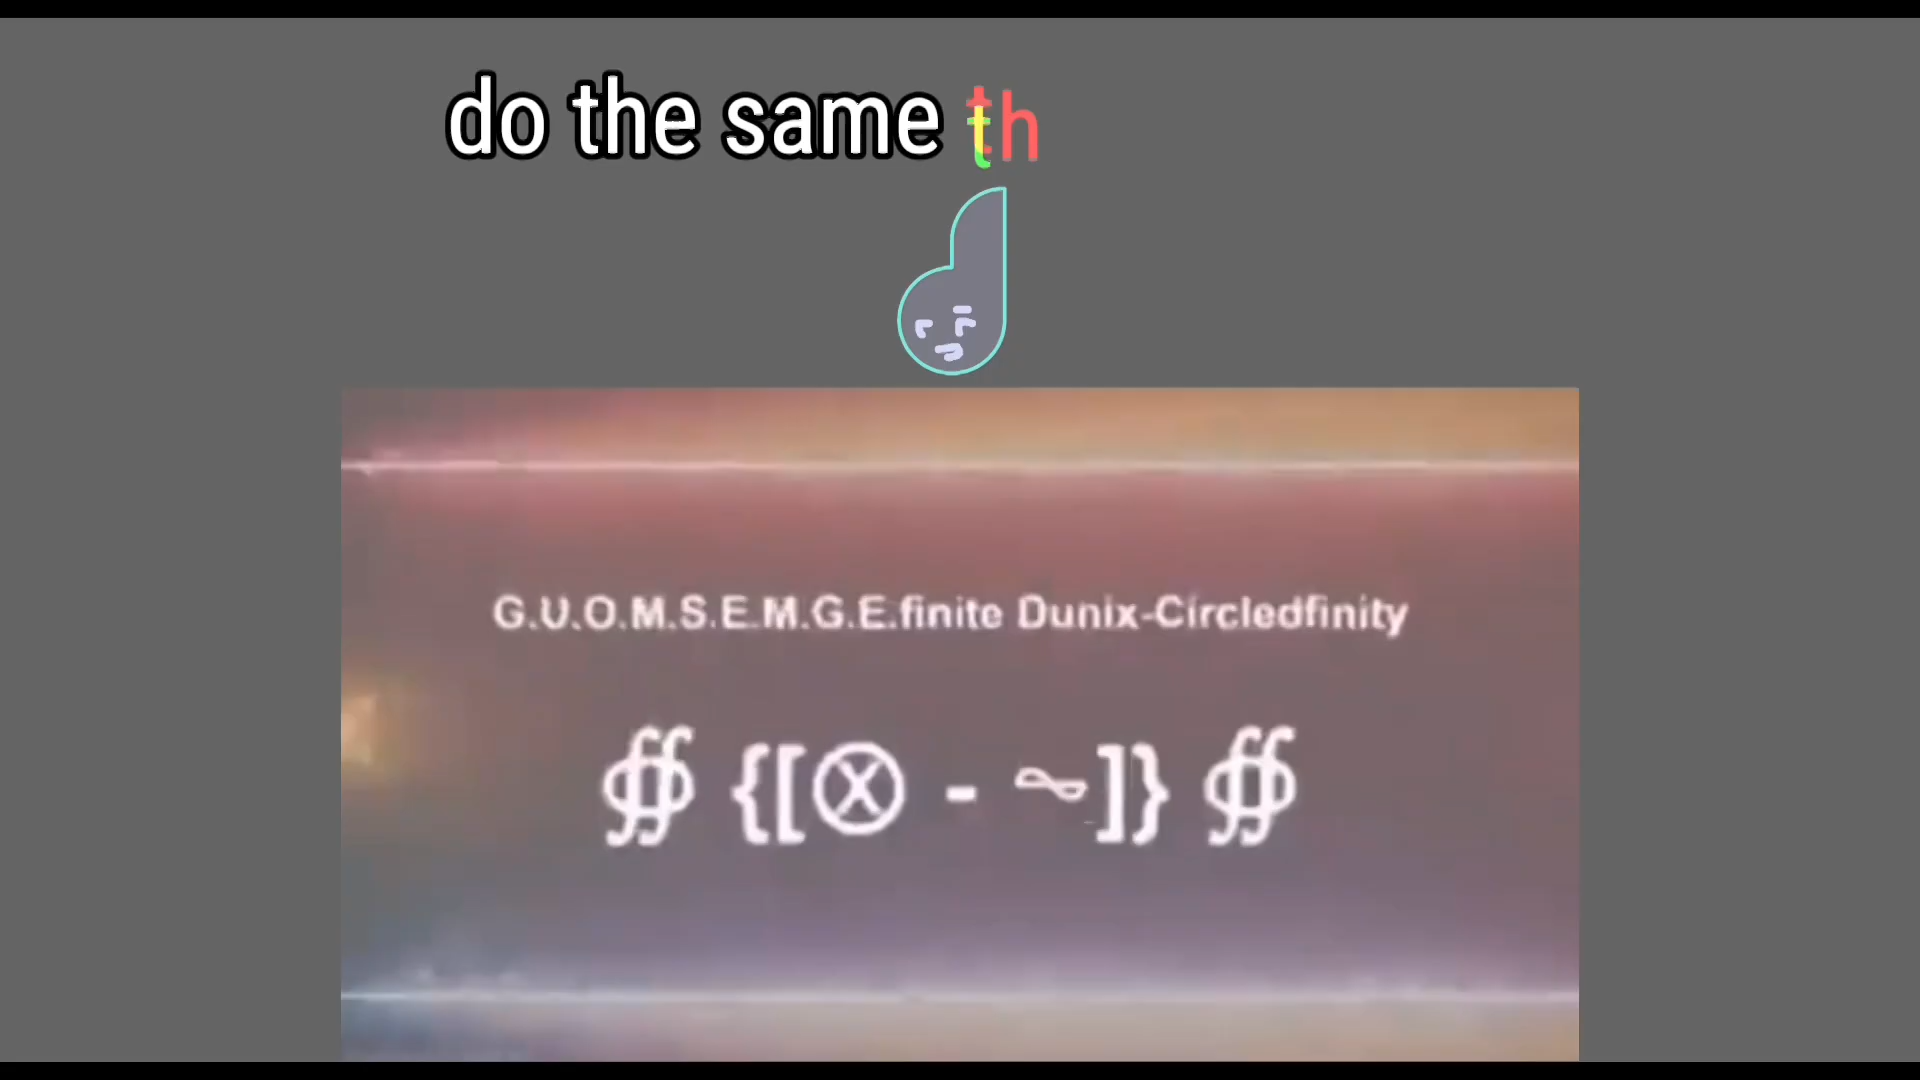 do the same th
G.U.O.M.S.E.M.G.E.finite Dunix-Circledfinity
∯ {[Ⓧ - ~]} ∯